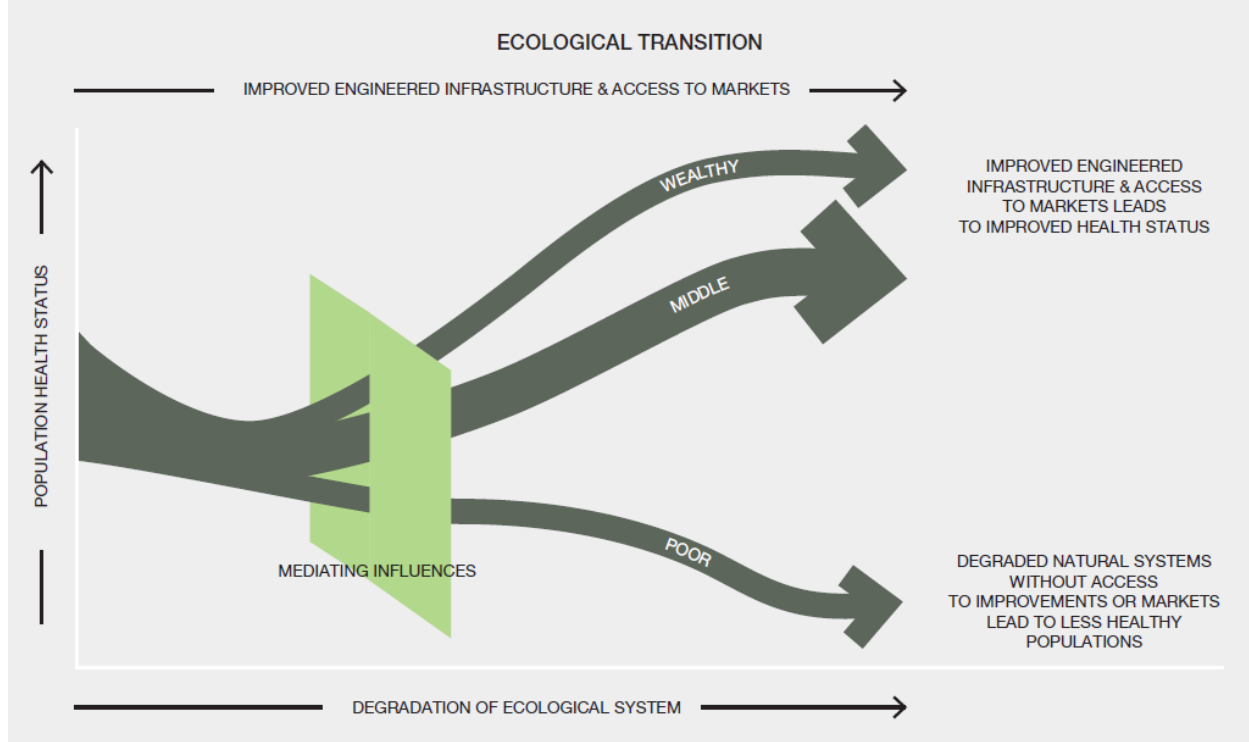 ECOLOGICAL TRANSITION
IMPROVED ENGINEERED INFRASTRUCTURE & ACCESS TO MARKETS
POPULATION HEALTH STATUS
WEALTHY
MIDDLE
POOR
MEDIATING INFLUENCES
IMPROVED ENGINEERED
INFRASTRUCTURE & ACCESS
TO MARKETS LEADS
TO IMPROVED HEALTH STATUS
DEGRADED NATURAL SYSTEMS
WITHOUT ACCESS
TO IMPROVEMENTS OR MARKETS
LEAD TO LESS HEALTHY
POPULATIONS
DEGRADATION OF ECOLOGICAL SYSTEM